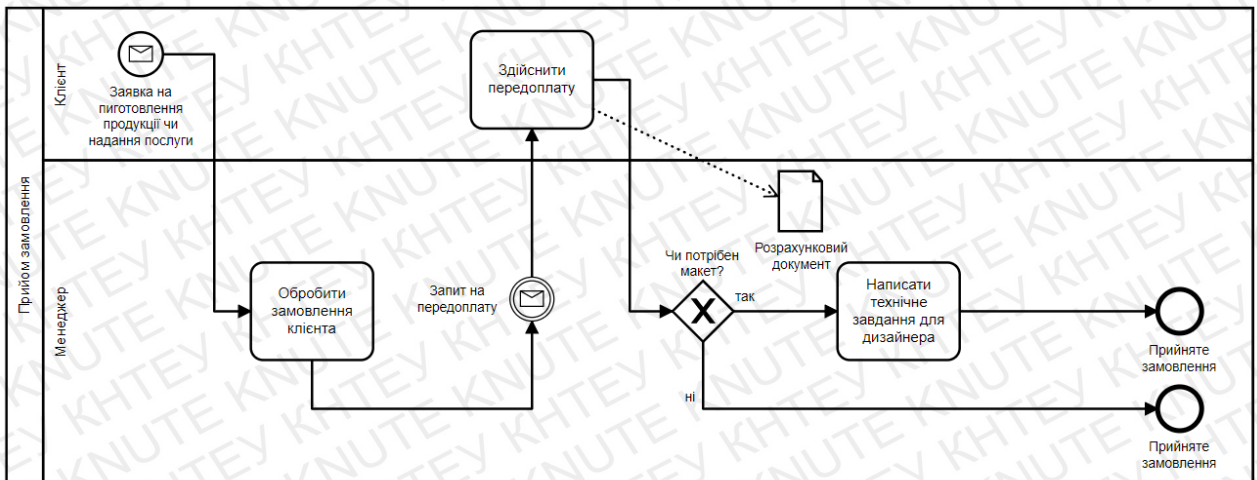 Прийом замовлення
Клієнт
Заявка на
пиготовлення
продукції чи
надання послуги
Здійснити
передоплату
Менеджер
Обробити
замовлення
клієнта
Запит на
передоплату
Чи потрібен
макет?
так
ні
Розрахунковий
документ
Написати
технічне
завдання для
дизайнера
Прийняте
замовлення
Прийняте
замовлення
KNUTE КНТЕУ